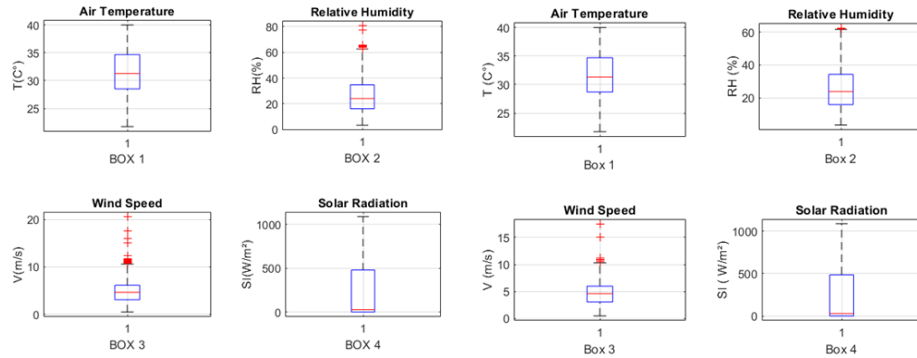 Air Temperature
T(C°)
40
35
30
25
1
BOX 1
Relative Humidity
RH(%)
80
60
40
20
0
1
BOX 2
Air Temperature
T (C°)
40
35
30
25
1
Box 1
Relative Humidity
RH (%)
60
40
20
1
Box 2
Wind Speed
V(m/s)
20
10
0
1
BOX 3
Solar Radiation
SI(W/m²)
1000
500
0
1
BOX 4
Wind Speed
V (m/s)
15
10
5
0
1
Box 3
Solar Radiation
SI ( W/m²)
1000
500
0
1
Box 4